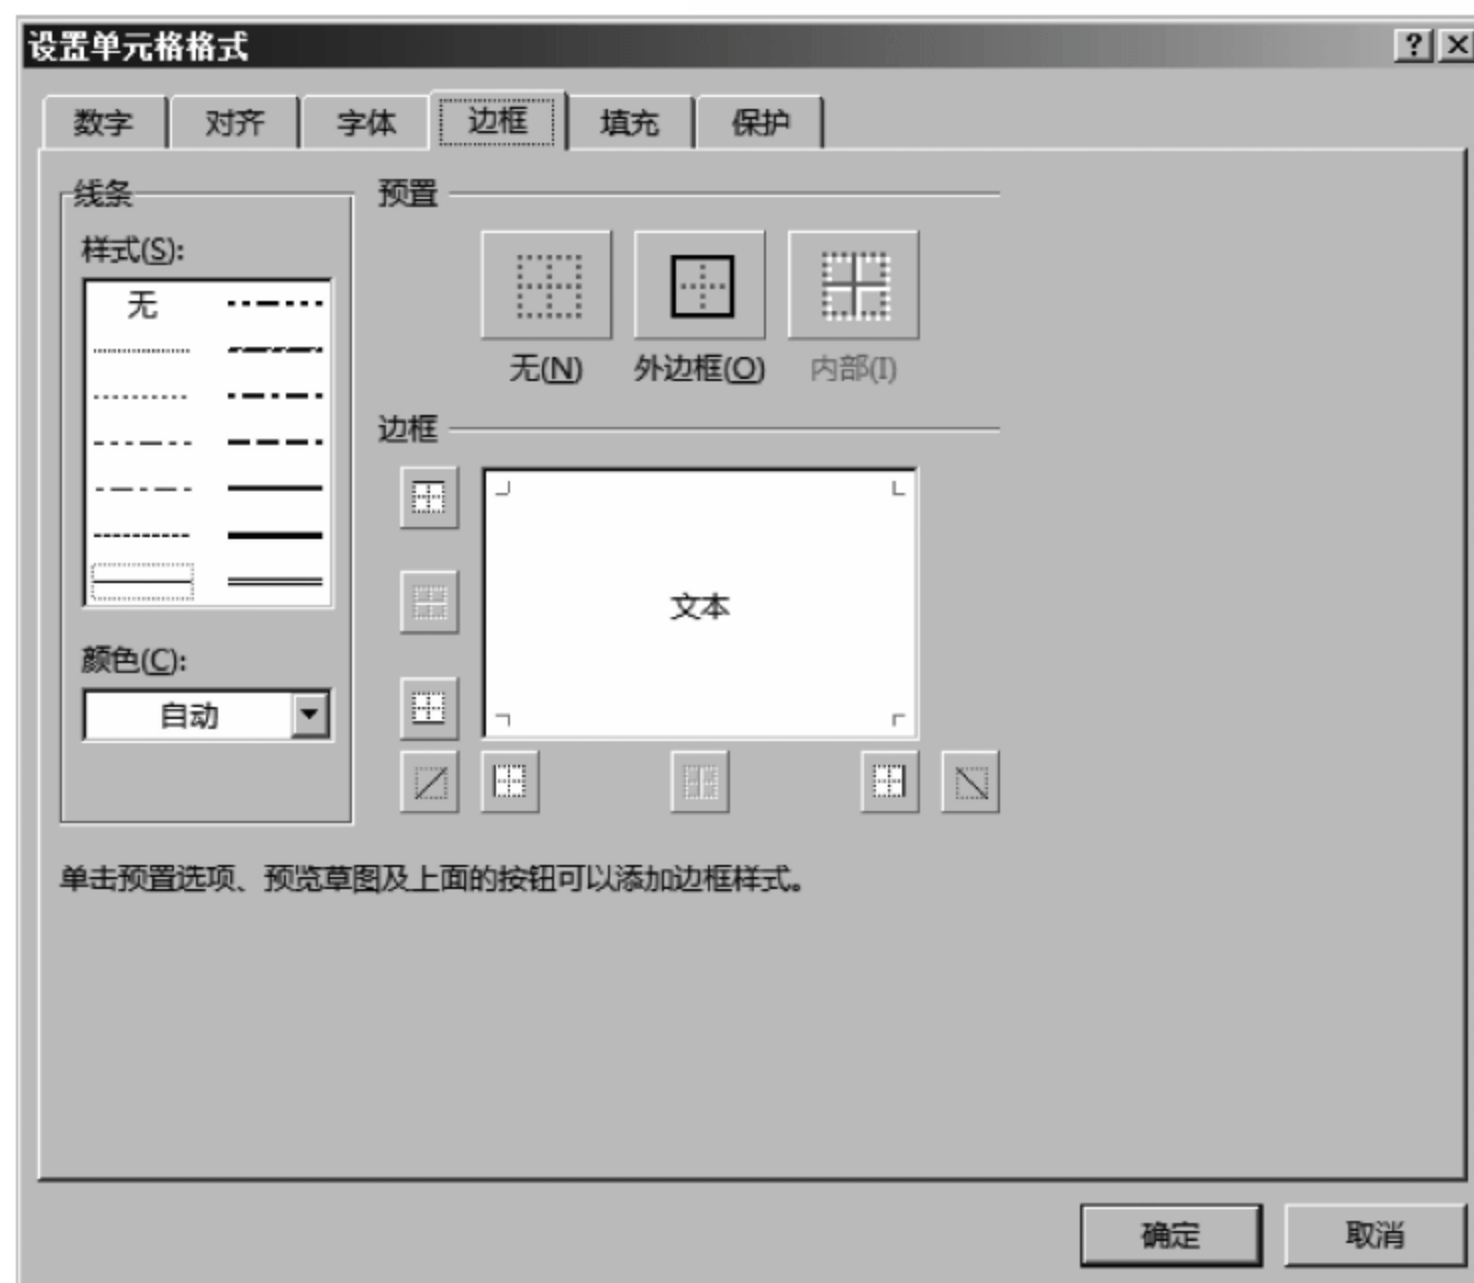 设置单元格格式
数字 对齐 字体 边框 填充 保护
线条
样式(S):
无
颜色(C):
自动
预置
无(N) 外边框(O) 内部(I)
边框
文本
单击预置选项、预览草图及上面的按钮可以添加边框样式。
确定 取消